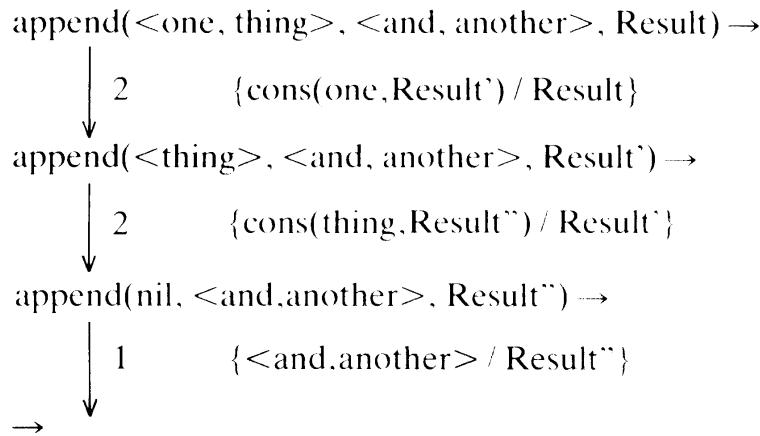 append(<one, thing>, <and, another>, Result) →
2 {cons(one,Result') / Result}
append(<thing>, <and, another>, Result') →
2 {cons(thing,Result'') / Result'}
append(nil, <and,another>, Result'') →
1 {<and,another> / Result''}
→